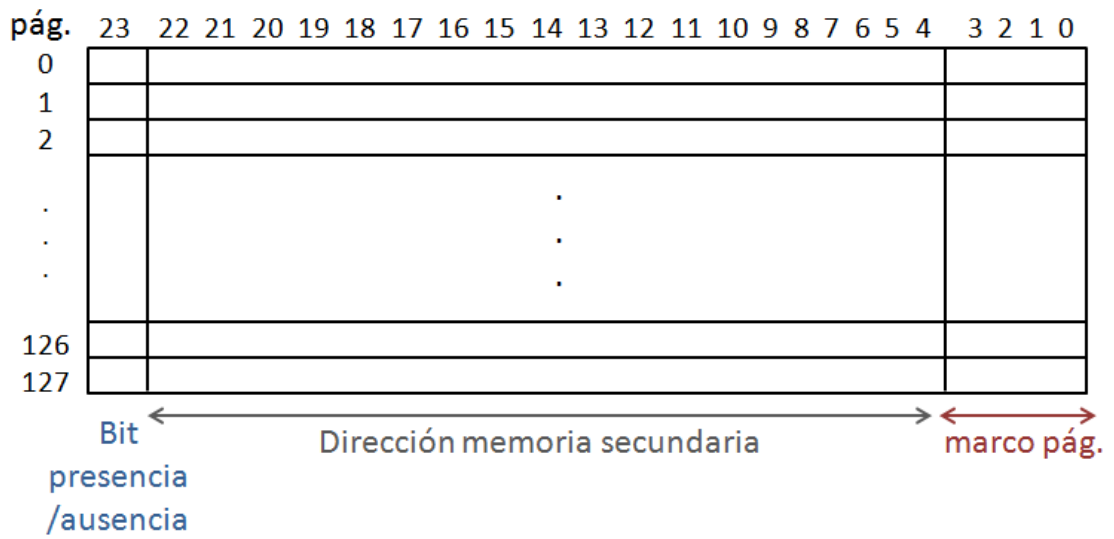 pág. 23 22 21 20 19 18 17 16 15 14 13 12 11 10 9 8 7 6 5 4 3 2 1 0
0
1
2
.
.
.
.
.
.
126
127
Bit presencia /ausencia
Dirección memoria secundaria
marco pág.